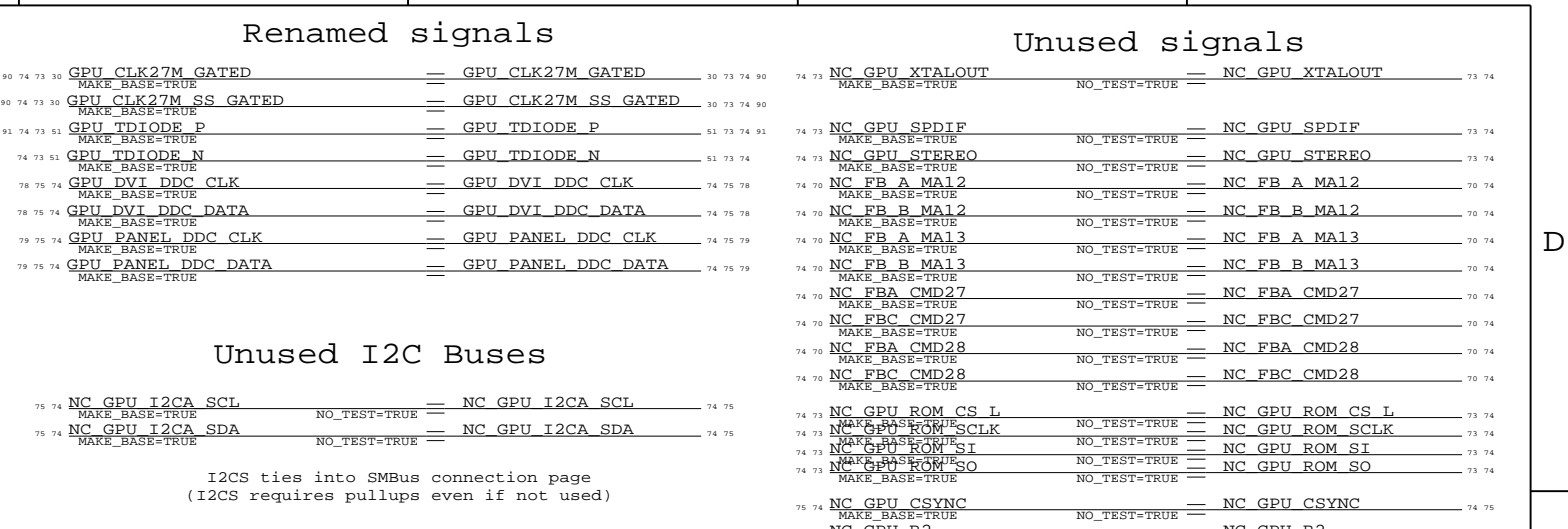 Renamed signals
90 74 73 30 GPU_CLK27M_GATED GPU_CLK27M_GATED 30 73 74 90
MAKE_BASE=TRUE
90 74 73 30 GPU_CLK27M_SS_GATED GPU_CLK27M_SS_GATED 30 73 74 90
MAKE_BASE=TRUE
91 74 73 51 GPU_TDIODE_P GPU_TDIODE_P 51 73 74 91
MAKE_BASE=TRUE
74 73 51 GPU_TDIODE_N GPU_TDIODE_N 51 73 74
MAKE_BASE=TRUE
78 75 74 GPU_DVI_DDC_CLK GPU_DVI_DDC_CLK 74 75 78
MAKE_BASE=TRUE
78 75 74 GPU_DVI_DDC_DATA GPU_DVI_DDC_DATA 74 75 78
MAKE_BASE=TRUE
79 75 74 GPU_PANEL_DDC_CLK GPU_PANEL_DDC_CLK 74 75 79
MAKE_BASE=TRUE
79 75 74 GPU_PANEL_DDC_DATA GPU_PANEL_DDC_DATA 74 75 79
MAKE_BASE=TRUE
Unused I2C Buses
75 74 NC_GPU_I2CA_SCL NC_GPU_I2CA_SCL 74 75
MAKE_BASE=TRUE NO_TEST=TRUE
75 74 NC_GPU_I2CA_SDA NC_GPU_I2CA_SDA 74 75
MAKE_BASE=TRUE NO_TEST=TRUE
I2CS ties into SMBus connection page
(I2CS requires pullups even if not used)
Unused signals
74 73 NC_GPU_XTALOUT NC_GPU_XTALOUT 73 74
MAKE_BASE=TRUE NO_TEST=TRUE
74 73 NC_GPU_SPDIF NC_GPU_SPDIF 73 74
MAKE_BASE=TRUE NO_TEST=TRUE
74 73 NC_GPU_STEREO NC_GPU_STEREO 73 74
MAKE_BASE=TRUE NO_TEST=TRUE
74 70 NC_FB_A_MA12 NC_FB_A_MA12 70 74
MAKE_BASE=TRUE NO_TEST=TRUE
74 70 NC_FB_B_MA12 NC_FB_B_MA12 70 74
MAKE_BASE=TRUE NO_TEST=TRUE
74 70 NC_FB_A_MA13 NC_FB_A_MA13 70 74
MAKE_BASE=TRUE NO_TEST=TRUE
74 70 NC_FB_B_MA13 NC_FB_B_MA13 70 74
MAKE_BASE=TRUE NO_TEST=TRUE
74 70 NC_FBA_CMD27 NC_FBA_CMD27 70 74
MAKE_BASE=TRUE NO_TEST=TRUE
74 70 NC_FBC_CMD27 NC_FBC_CMD27 70 74
MAKE_BASE=TRUE NO_TEST=TRUE
74 70 NC_FBA_CMD28 NC_FBA_CMD28 70 74
MAKE_BASE=TRUE NO_TEST=TRUE
74 70 NC_FBC_CMD28 NC_FBC_CMD28 70 74
MAKE_BASE=TRUE NO_TEST=TRUE
74 73 NC_GPU_ROM_CS_L NC_GPU_ROM_CS_L 73 74
NO_TEST=TRUE
74 73 NC_GPU_ROM_SCLK NC_GPU_ROM_SCLK 73 74
MAKE_BASE=TRUE NO_TEST=TRUE
74 73 NC_GPU_ROM_SI NC_GPU_ROM_SI 73 74
MAKE_BASE=TRUE NO_TEST=TRUE
74 73 NC_GPU_ROM_SO NC_GPU_ROM_SO 73 74
MAKE_BASE=TRUE NO_TEST=TRUE
75 74 NC_GPU_CSYNC NC_GPU_CSYNC 74 75
MAKE_BASE=TRUE NO_TEST=TRUE
D